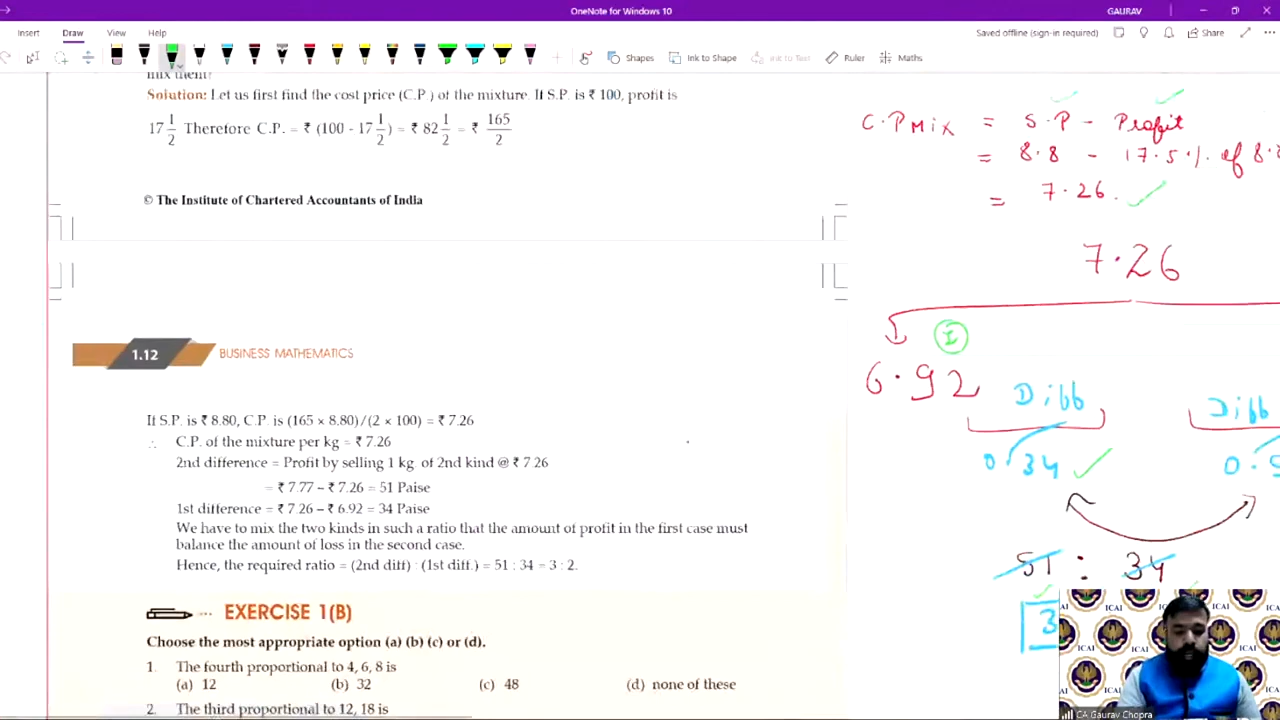 OneNote for Windows 10
GAURAV
Insert Draw View Help
Saved offline (sign-in required)
Share
Shapes
Ink to Shape
Ink to Text
Ruler
Maths
mix them?
Solution: Let us first find the cost price (C.P.) of the mixture. If S.P. is ₹ 100, profit is
17 1/2 Therefore C.P. = ₹ (100 - 17 1/2) = ₹ 82 1/2 = ₹ 165/2
© The Institute of Chartered Accountants of India
1.12 BUSINESS MATHEMATICS
If S.P. is ₹ 8.80, C.P. is (165 × 8.80)/(2 × 100) = ₹ 7.26
∴ C.P. of the mixture per kg = ₹ 7.26
2nd difference = Profit by selling 1 kg of 2nd kind @ ₹ 7.26
= ₹ 7.77 – ₹ 7.26 = 51 Paise
1st difference = ₹ 7.26 – ₹ 6.92 = 34 Paise
We have to mix the two kinds in such a ratio that the amount of profit in the first case must
balance the amount of loss in the second case.
Hence, the required ratio = (2nd diff) : (1st diff.) = 51 : 34 = 3 : 2.
EXERCISE 1(B)
Choose the most appropriate option (a) (b) (c) or (d).
1. The fourth proportional to 4, 6, 8 is
(a) 12 (b) 32 (c) 48 (d) none of these
2. The third proportional to 12, 18 is
C.P Mix = S.P - Profit
= 8.8 - 17.5% of 8.
= 7.26
7.26
I
6.92
Diff Diff
0.34 0.5
51 : 34
3
ICAI ICAI
CA Gaurav Chopra